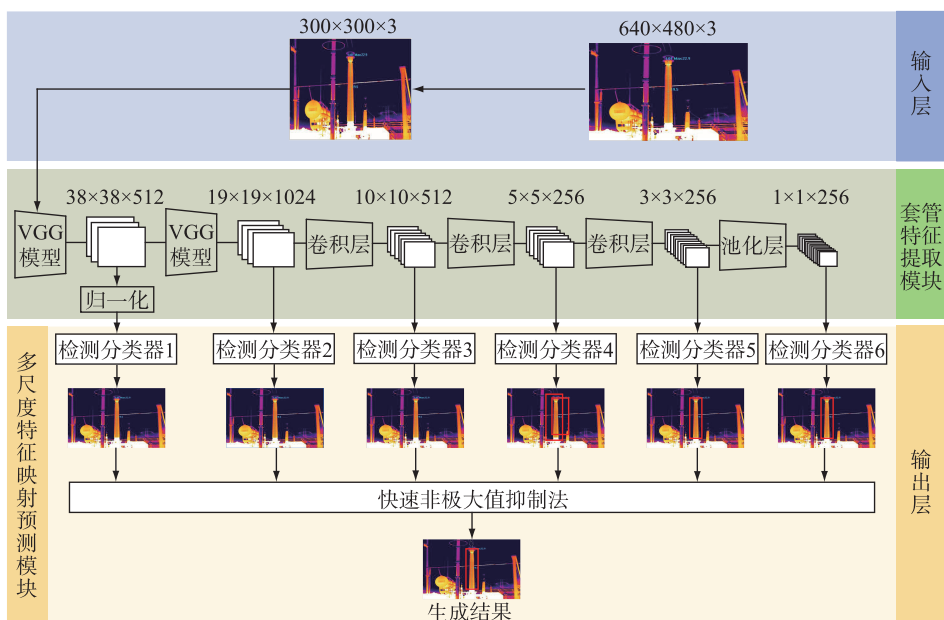 300×300×3
640×480×3
输入层
38×38×512
19×19×1024
10×10×512
5×5×256
3×3×256
1×1×256
VGG
模型
VGG
模型
卷积层
卷积层
卷积层
池化层
套管
特征
提取
模块
归一化
多尺度特征映射预测模块
检测分类器1
检测分类器2
检测分类器3
检测分类器4
检测分类器5
检测分类器6
快速非极大值抑制法
生成结果
输出层